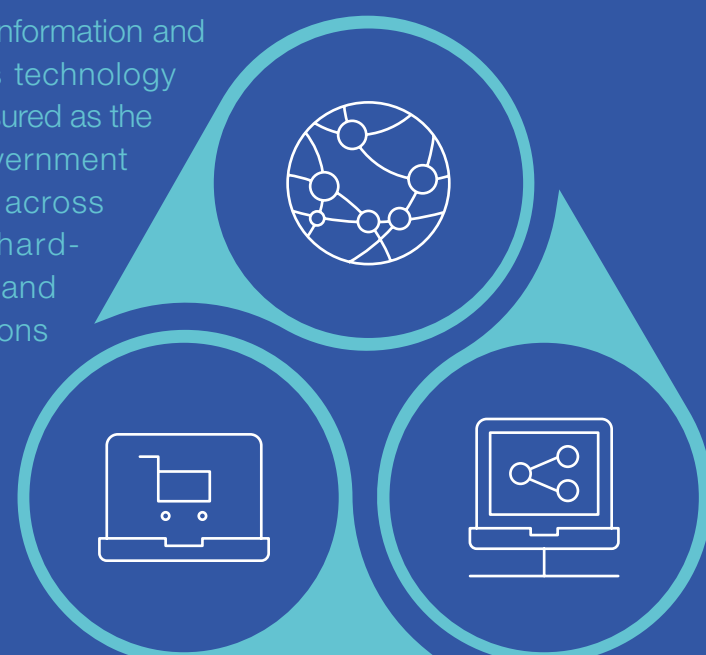 nformation and
technology
ured as the
vernment
across
hard-
and
ons